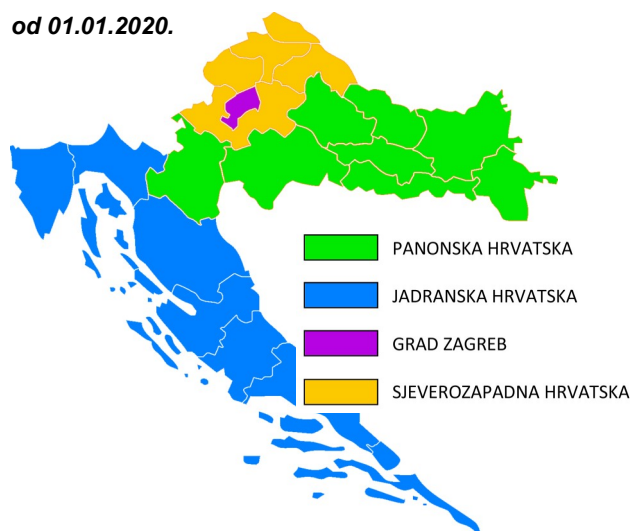 od 01.01.2020.
PANONSKA HRVATSKA
JADRANSKA HRVATSKA
GRAD ZAGREB
SJEVEROZAPADNA HRVATSKA